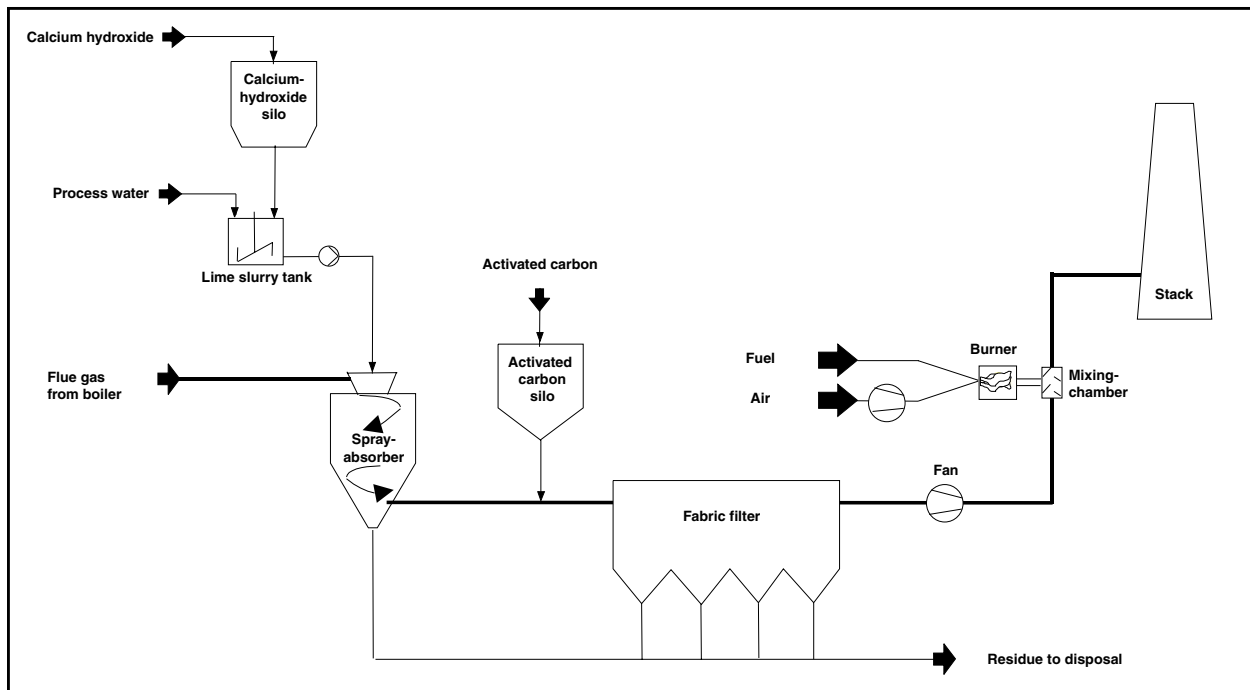 Calcium hydroxide
Calcium-
hydroxide
silo
Process water
Lime slurry tank
Activated carbon
Stack
Flue gas
from boiler
Activated
carbon
silo
Fuel
Air
Burner
Mixing-
chamber
Spray-
absorber
Fan
Fabric filter
Residue to disposal